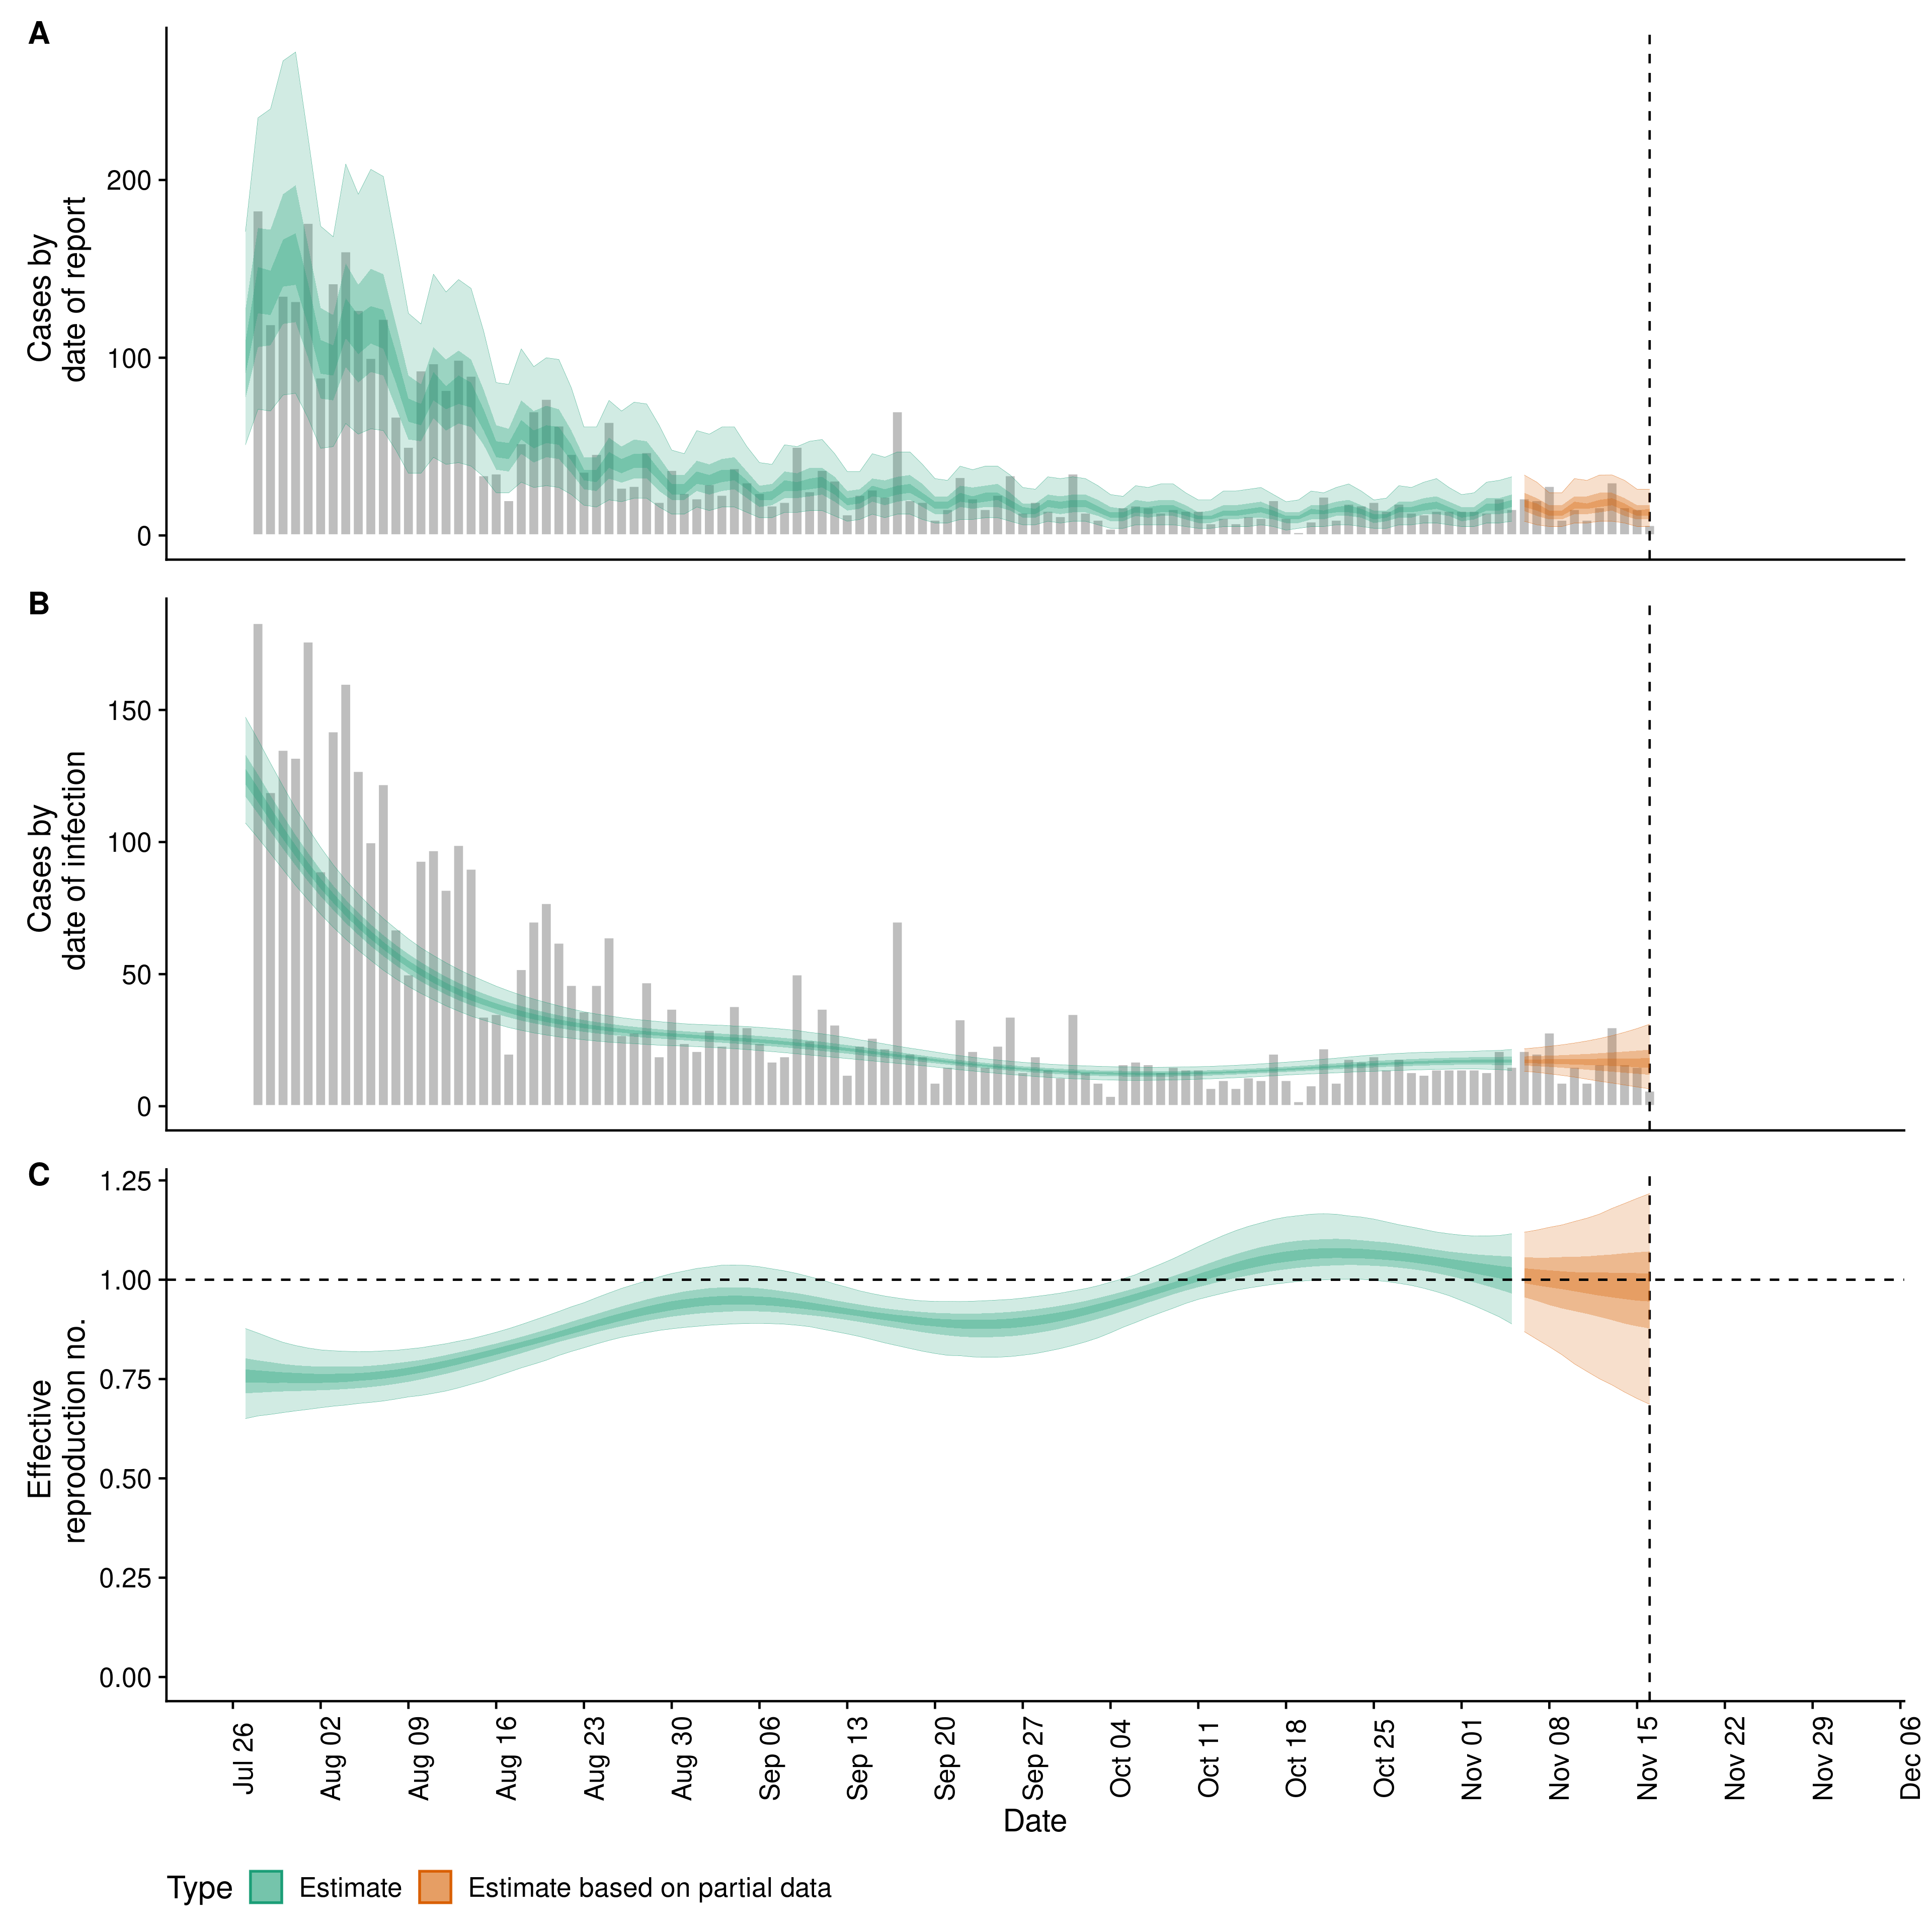 A
Cases by
date of report
200
100
0
B
Cases by
date of infection
150
100
50
0
C
Effective
reproduction no.
1.25
1.00
0.75
0.50
0.25
0.00
Jul 26
Aug 02
Aug 09
Aug 16
Aug 23
Aug 30
Sep 06
Sep 13
Sep 20
Sep 27
Oct 04
Oct 11
Oct 18
Oct 25
Nov 01
Nov 08
Nov 15
Nov 22
Nov 29
Dec 06
Date
Type Estimate Estimate based on partial data